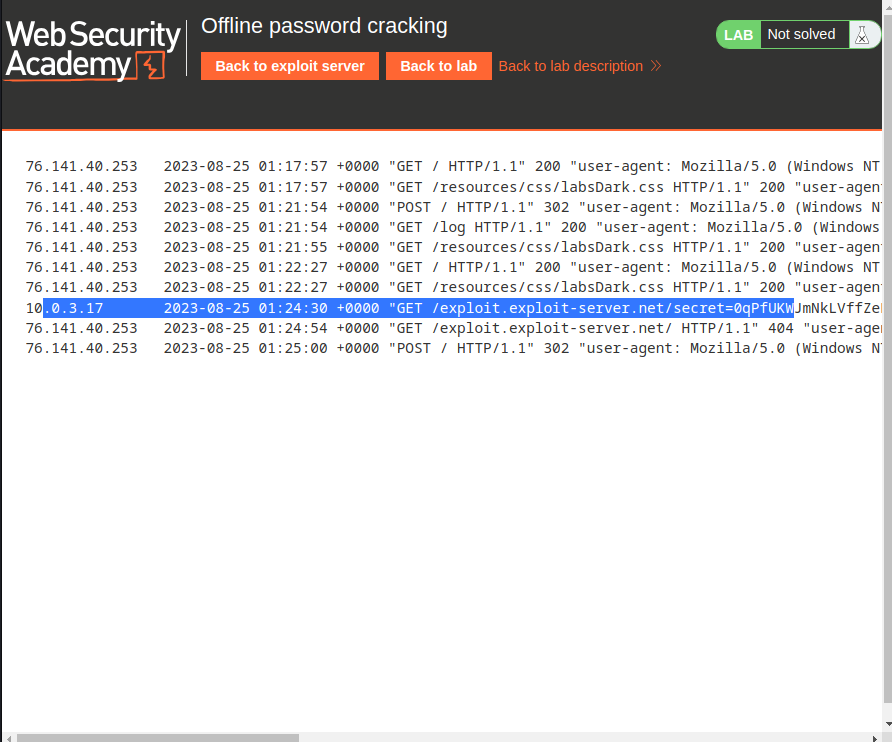 Web Security
Academy
Offline password cracking
LAB Not solved
Back to exploit server Back to lab Back to lab description
76.141.40.253 2023-08-25 01:17:57 +0000 "GET / HTTP/1.1" 200 "user-agent: Mozilla/5.0 (Windows NT
76.141.40.253 2023-08-25 01:17:57 +0000 "GET /resources/css/labsDark.css HTTP/1.1" 200 "user-agen
76.141.40.253 2023-08-25 01:21:54 +0000 "POST / HTTP/1.1" 302 "user-agent: Mozilla/5.0 (Windows N
76.141.40.253 2023-08-25 01:21:54 +0000 "GET /log HTTP/1.1" 200 "user-agent: Mozilla/5.0 (Windows
76.141.40.253 2023-08-25 01:21:55 +0000 "GET /resources/css/labsDark.css HTTP/1.1" 200 "user-agen
76.141.40.253 2023-08-25 01:22:27 +0000 "GET / HTTP/1.1" 200 "user-agent: Mozilla/5.0 (Windows NT
76.141.40.253 2023-08-25 01:22:27 +0000 "GET /resources/css/labsDark.css HTTP/1.1" 200 "user-agen
10.0.3.17 2023-08-25 01:24:30 +0000 "GET /exploit.exploit-server.net/secret=0qPfUKWJmNkLVffZe
76.141.40.253 2023-08-25 01:24:54 +0000 "GET /exploit.exploit-server.net/ HTTP/1.1" 404 "user-agen
76.141.40.253 2023-08-25 01:25:00 +0000 "POST / HTTP/1.1" 302 "user-agent: Mozilla/5.0 (Windows N